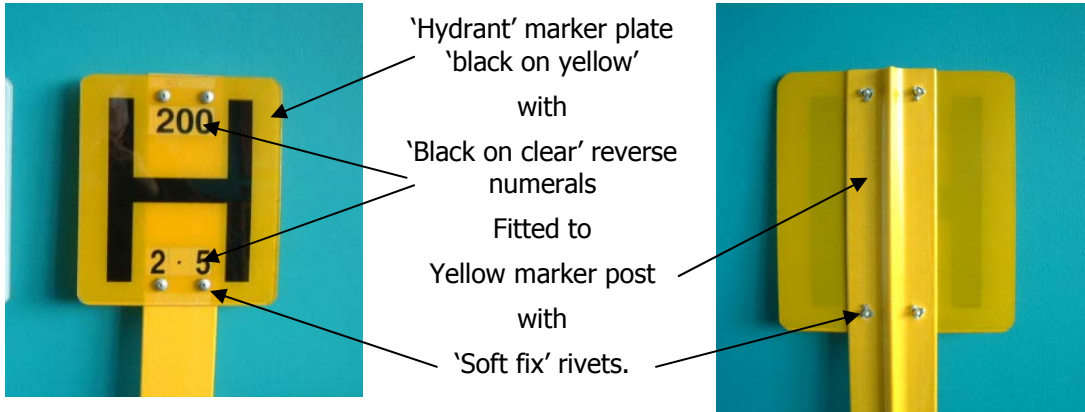 ‘Hydrant’ marker plate
‘black on yellow’
with
‘Black on clear’ reverse
numerals
Fitted to
Yellow marker post
with
‘Soft fix’ rivets.
H
200
2 · 5